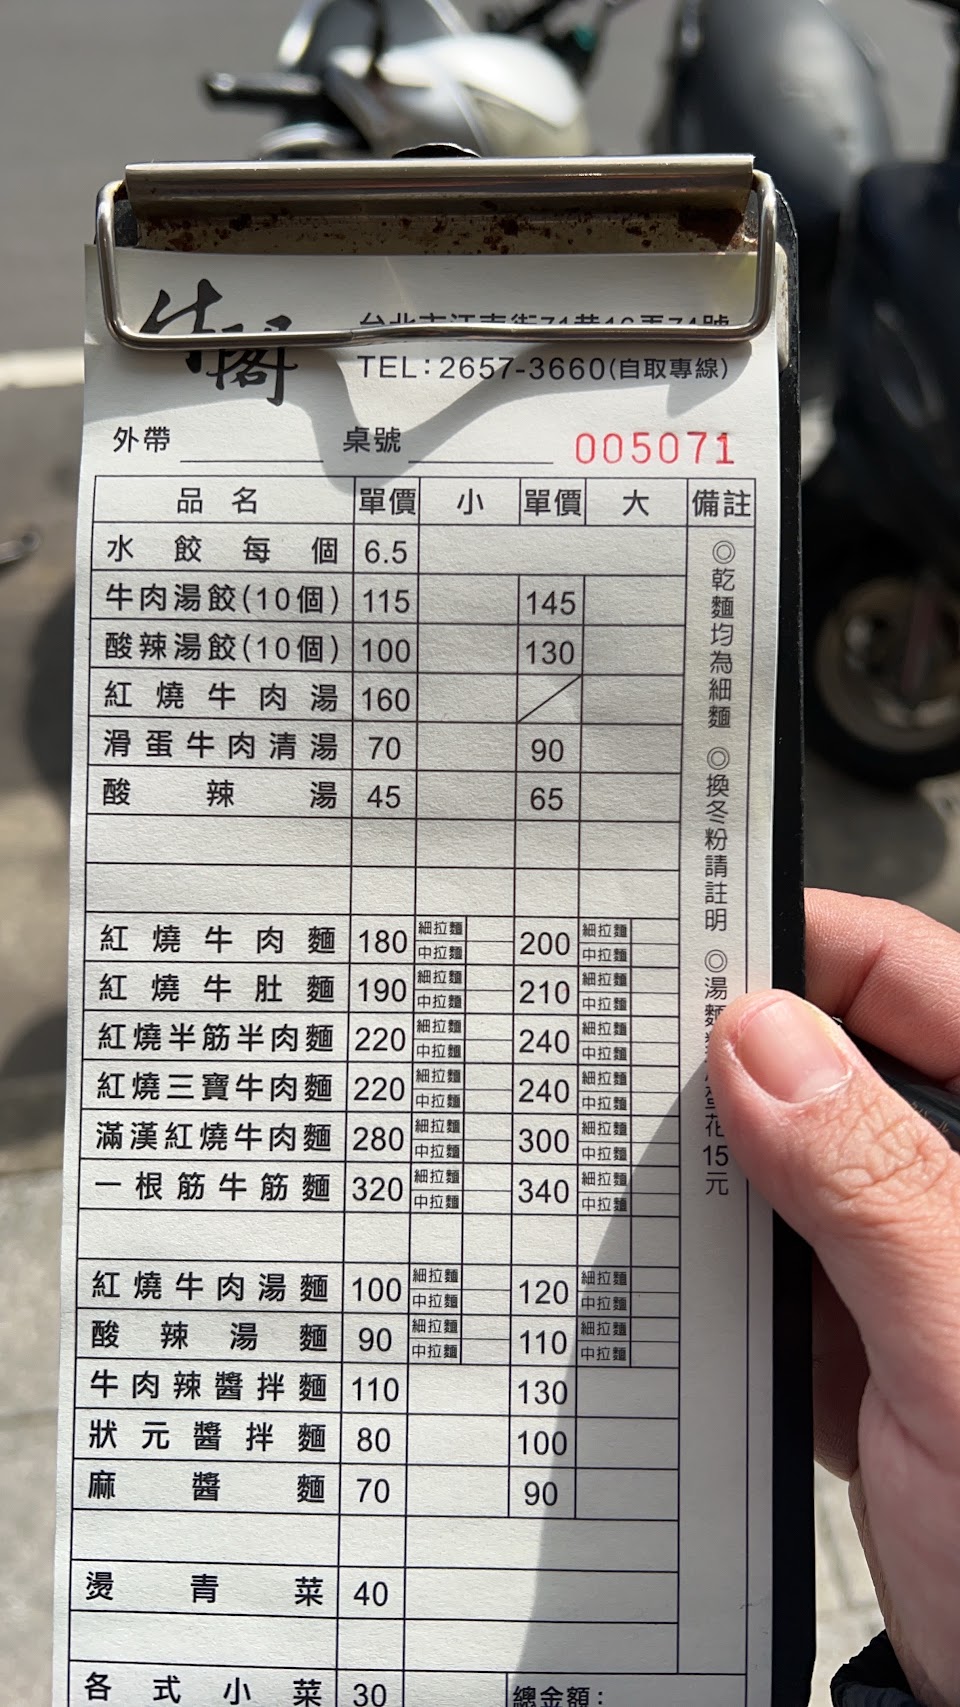 牛閣
TEL:2657-3660(自取專線)
外帶 桌號 005071
品名 單價 小 單價 大 備註
水餃每個 6.5
牛肉湯餃(10個) 115 145
酸辣湯餃(10個) 100 130
紅燒牛肉湯 160
滑蛋牛肉清湯 70 90
酸辣湯 45 65
紅燒牛肉麵 180 細拉麵 中拉麵 200 細拉麵 中拉麵
紅燒牛肚麵 190 細拉麵 中拉麵 210 細拉麵 中拉麵
紅燒半筋半肉麵 220 細拉麵 中拉麵 240 細拉麵 中拉麵
紅燒三寶牛肉麵 220 細拉麵 中拉麵 240 細拉麵 中拉麵
滿漢紅燒牛肉麵 280 細拉麵 中拉麵 300 細拉麵 中拉麵
一根筋牛筋麵 320 細拉麵 中拉麵 340 細拉麵 中拉麵
紅燒牛肉湯麵 100 細拉麵 中拉麵 120 細拉麵 中拉麵
酸辣湯麵 90 細拉麵 中拉麵 110 細拉麵 中拉麵
牛肉辣醬拌麵 110 130
狀元醬拌麵 80 100
麻醬麵 70 90
燙青菜 40
各式小菜 30 總金額:
◎乾麵均為細麵 ◎換冬粉請註明 ◎湯麵 花15元